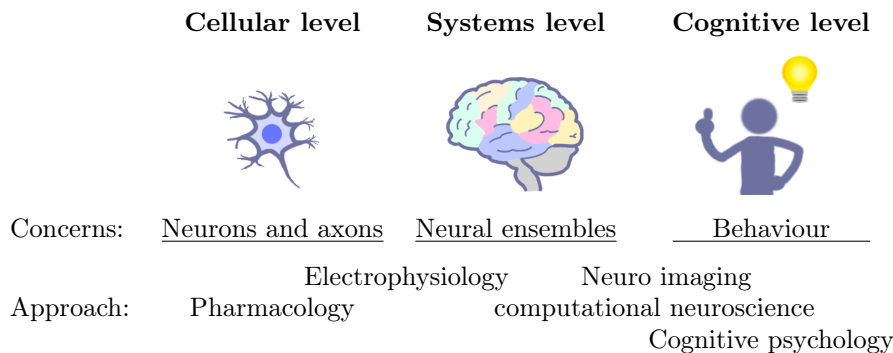 Cellular level Systems level Cognitive level
Concerns: Neurons and axons Neural ensembles Behaviour
Electrophysiology Neuro imaging
Approach: Pharmacology computational neuroscience
Cognitive psychology